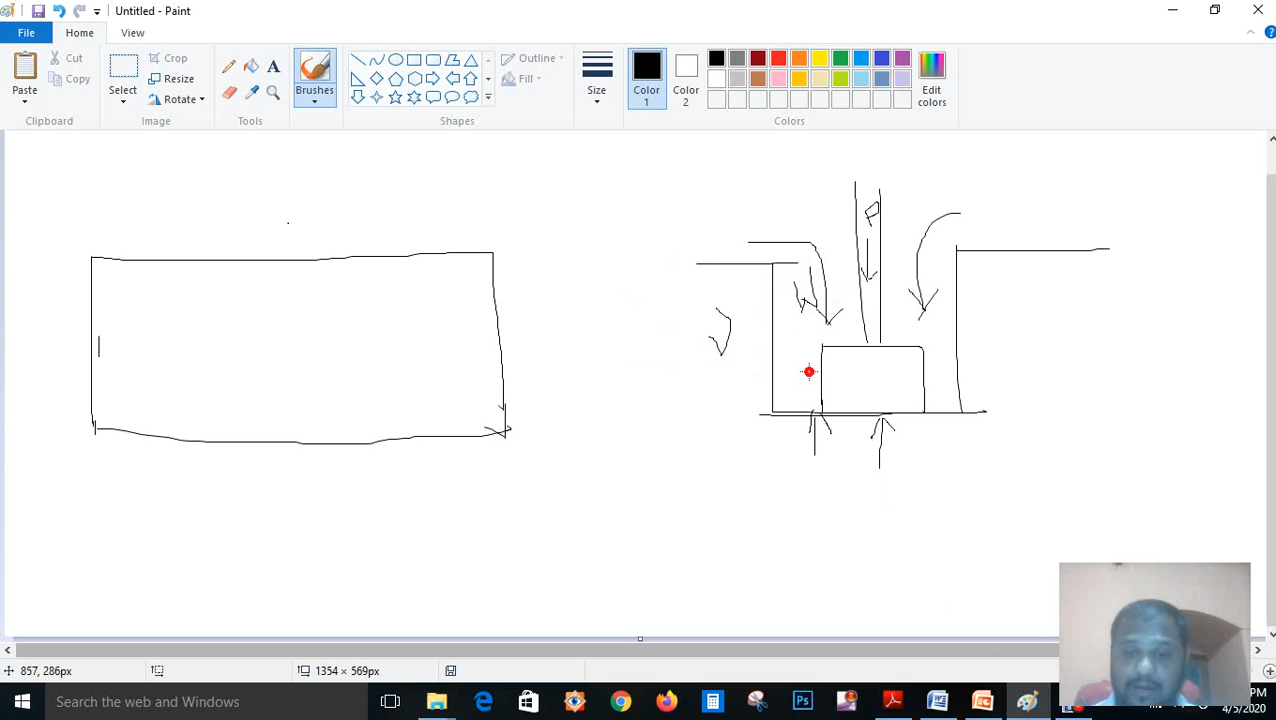 Untitled - Paint
File
Home
View
Paste
Cut
Copy
Clipboard
Select
Crop
Resize
Rotate
Image
A
Tools
Brushes
Shapes
Outline
Fill
Size
Color 1
Color 2
Edit colors
Colors
P
857, 286px
1354 × 569px
Search the web and Windows
Ps
PM
4/5/2020